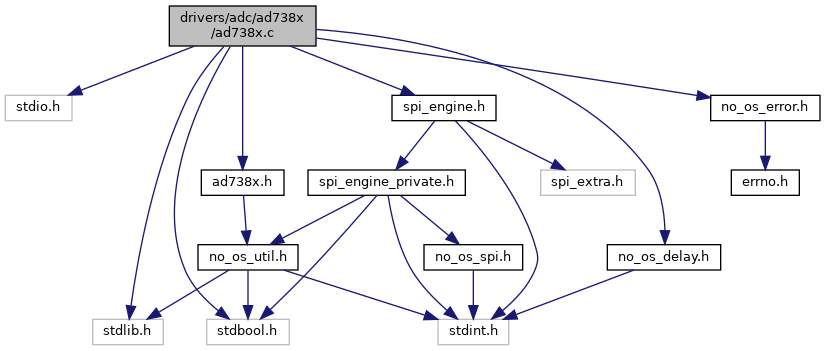 drivers/adc/ad738x
/ad738x.c
stdio.h
spi_engine.h
no_os_error.h
ad738x.h
spi_engine_private.h
spi_extra.h
errno.h
no_os_util.h
no_os_spi.h
no_os_delay.h
stdlib.h
stdbool.h
stdint.h